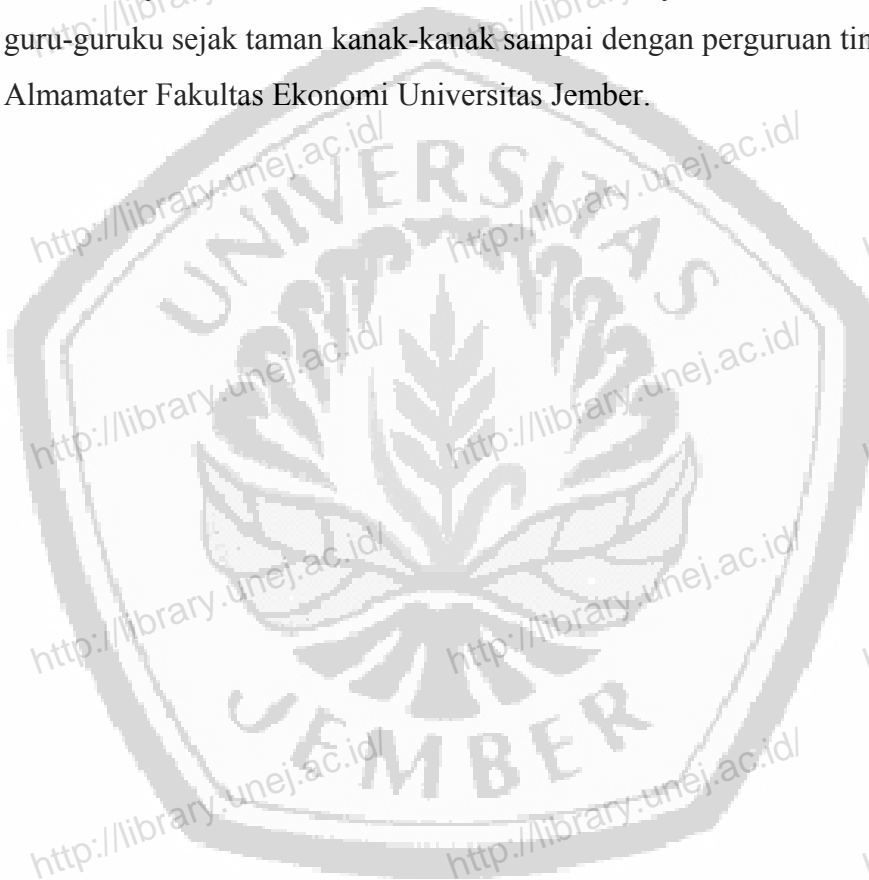 guru-guruku sejak taman kanak-kanak sampai dengan perguruan
Almamater Fakultas Ekonomi Universitas Jember.
http://library.unej.ac.id/
http://library.unej.ac.id/
UNIVERSITAS
http://library.unej.ac.id/
http://library.unej.ac.id/
http://library.unej.ac.id/
http://library.unej.ac.id/
JEMBER
http://library.unej.ac.id/
http://library.unej.ac.id/